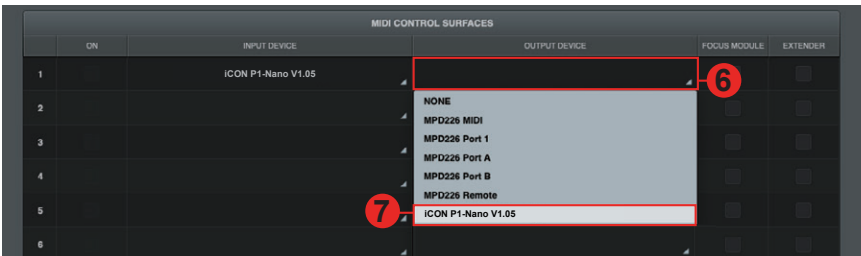 MIDI CONTROL SURFACES
ON INPUT DEVICE OUTPUT DEVICE FOCUS MODULE EXTENDER
1 iCON P1-Nano V1.05 6
NONE
2
MPD226 MIDI
3 MPD226 Port 1
MPD226 Port A
4 MPD226 Port B
MPD226 Remote
5 7 iCON P1-Nano V1.05
6